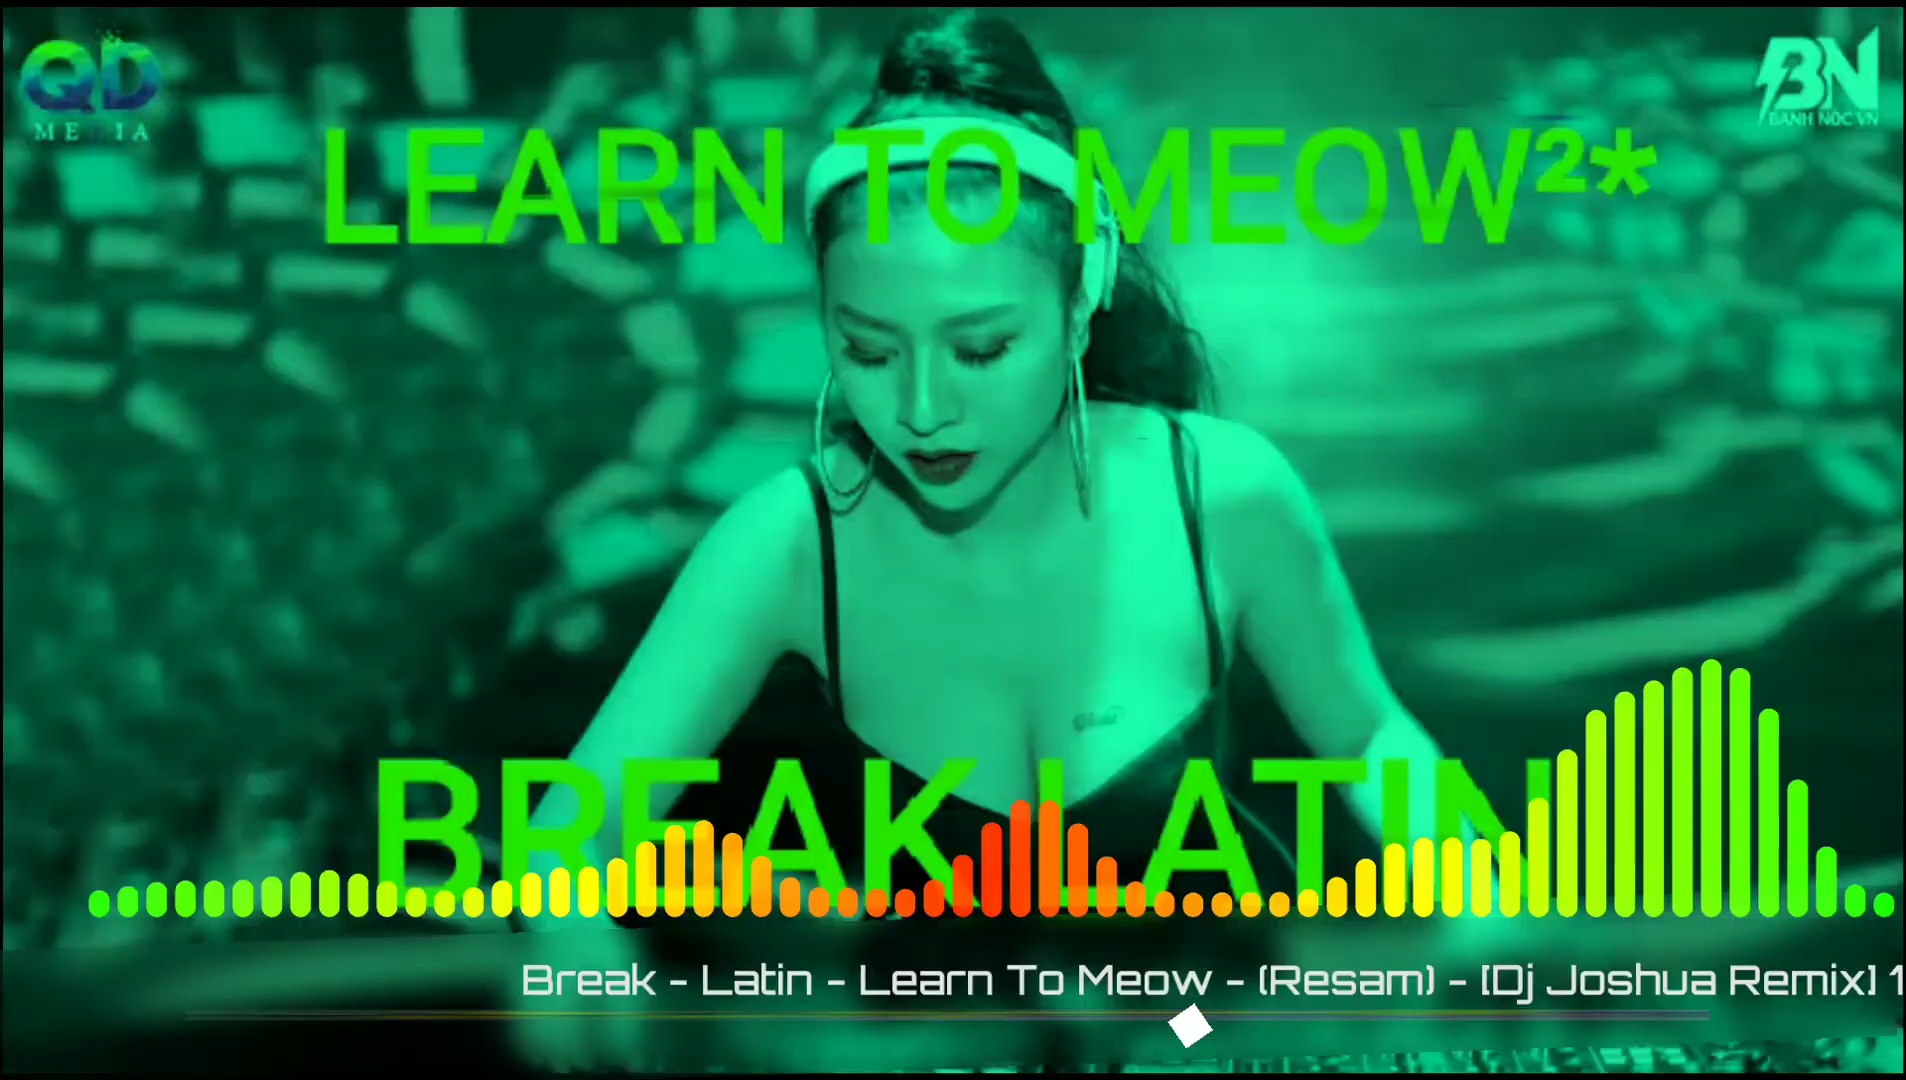 QD
MEDIA
BN
BANH NOC VN
LEARN TO MEOW²*
BREAK LATIN
Break - Latin - Learn To Meow - (Resam) - [Dj Joshua Remix] 1